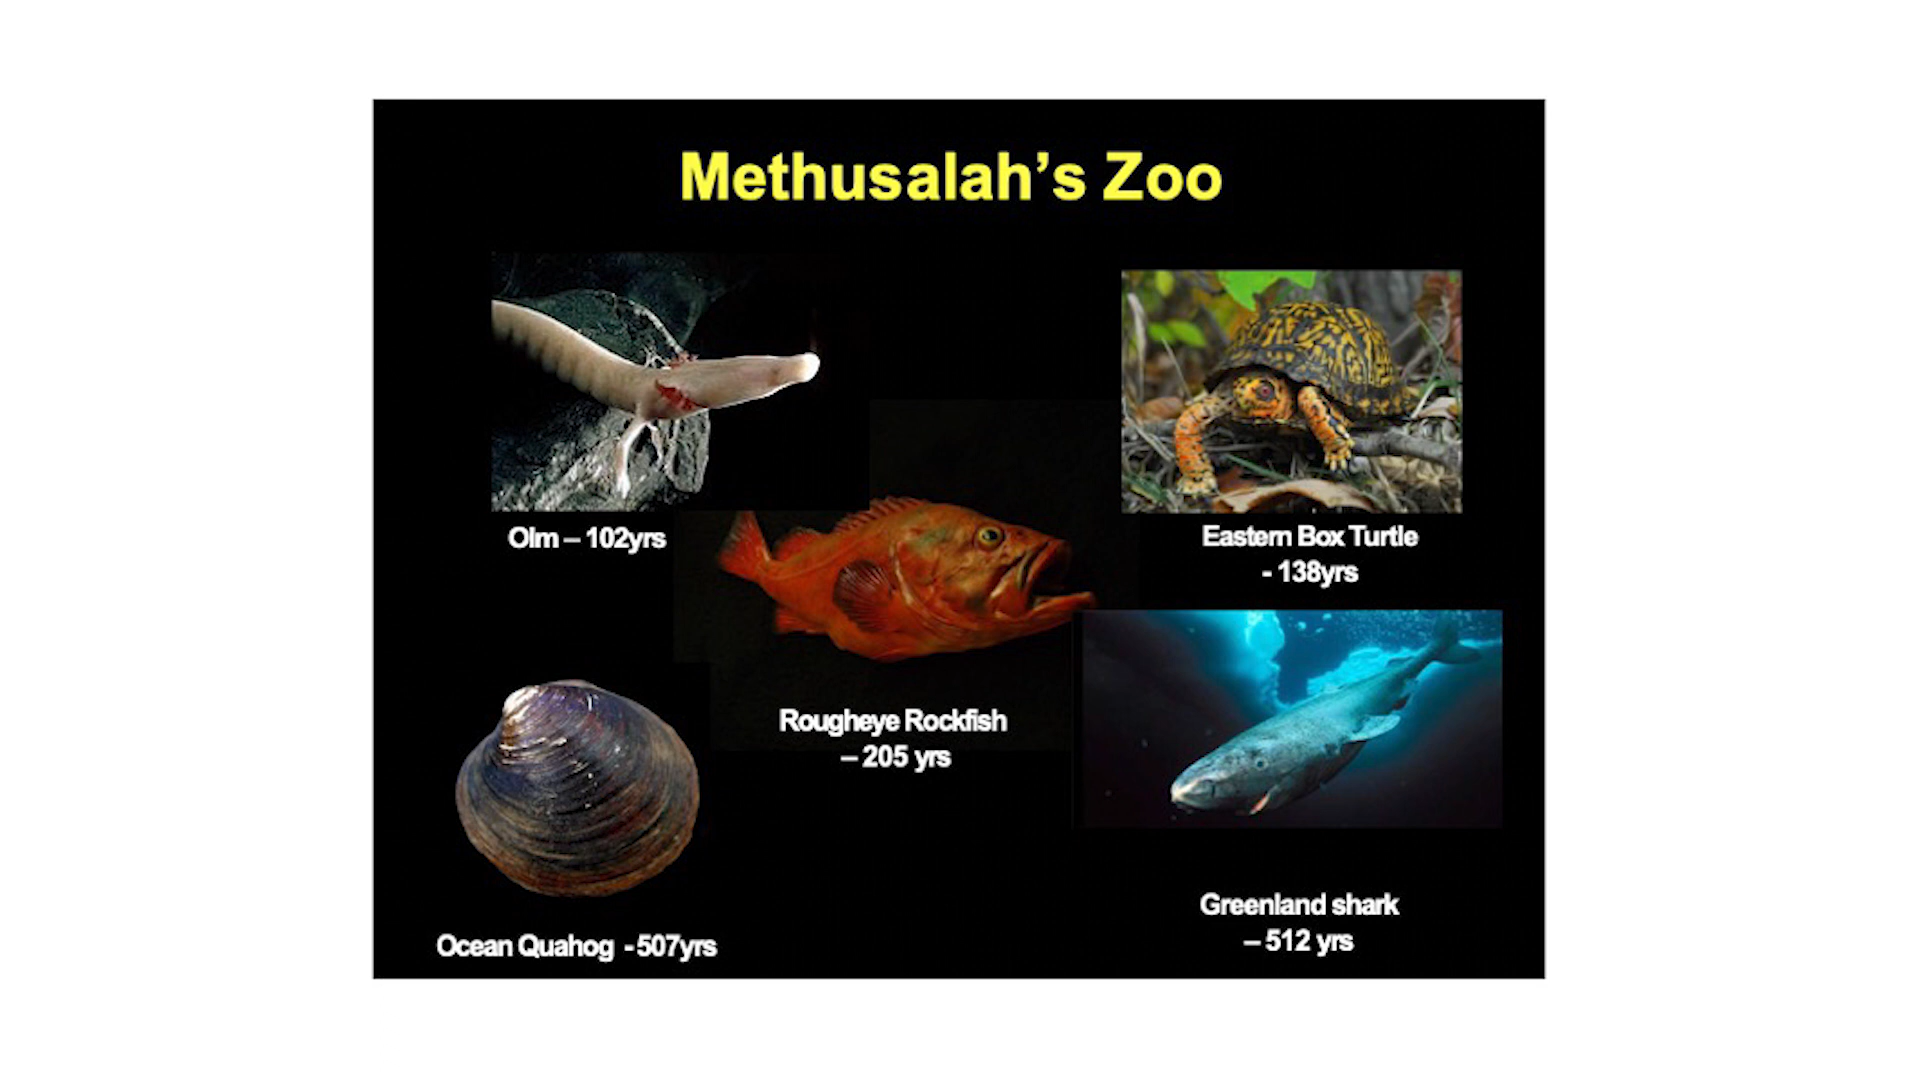 Methusalah’s Zoo
Olm – 102yrs
Eastern Box Turtle
- 138yrs
Rougheye Rockfish
– 205 yrs
Ocean Quahog - 507yrs
Greenland shark
– 512 yrs